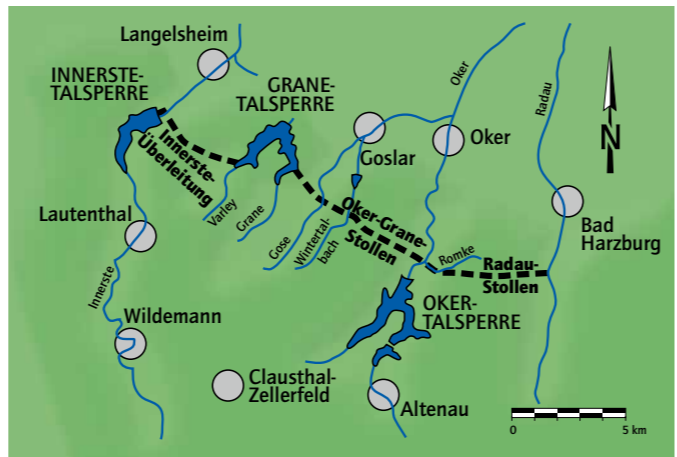 Langelsheim
INNERSTE-
TALSPERRE
GRANE-
TALSPERRE
Oker
Radau
N
Innerste-
Überleitung
Goslar
Oker
Lautenthal
Varley
Grane
Gose
Wintertal-
bach
Oker-Grane-
Stollen
Romke
Radau-
Stollen
Bad
Harzburg
Innerste
Wildemann
OKER-
TALSPERRE
Clausthal-
Zellerfeld
Altenau
0
5 km